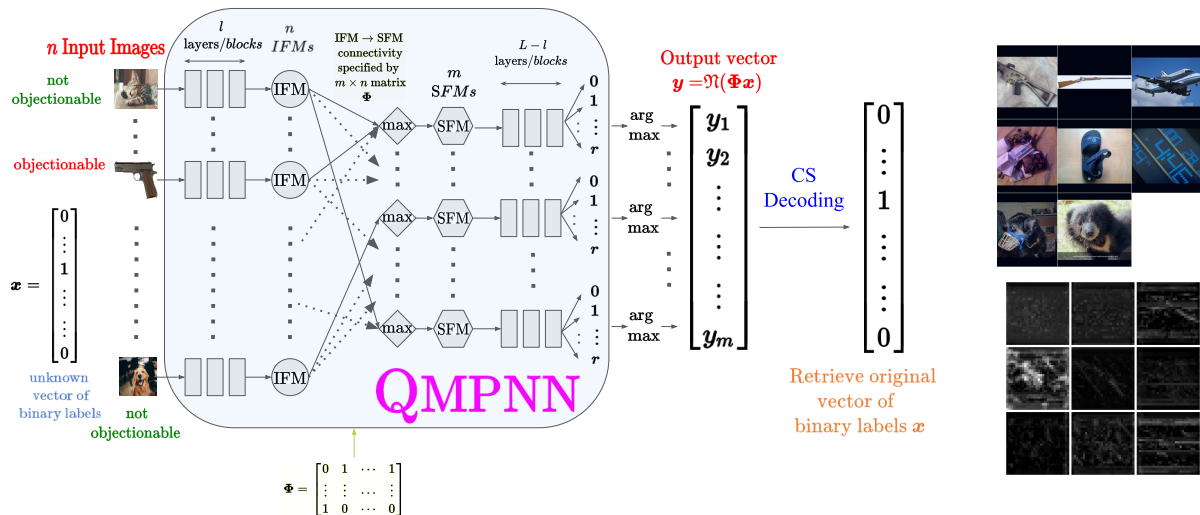 n Input Images
not
objectionable
objectionable
x =
0
⋮
1
⋮
⋮
0
unknown
vector of
binary labels
not
objectionable
l
layers/blocks
n
IFMs
IFM → SFM
connectivity
specified by
m × n matrix
Φ
m
SFMs
L − l
layers/blocks
IFM
IFM
IFM
max
max
max
SFM
SFM
SFM
0
1
⋮
r
0
1
⋮
r
0
1
⋮
r
QMPNN
Φ =
0 1 ⋯ 1
⋮ ⋮ ⋯ ⋮
1 0 ⋯ 0
arg
max
arg
max
arg
max
Output vector
y =𝔑(Φx)
y₁
y₂
⋮
⋮
⋮
yₘ
CS
Decoding
0
⋮
1
⋮
⋮
0
Retrieve original
vector of
binary labels x